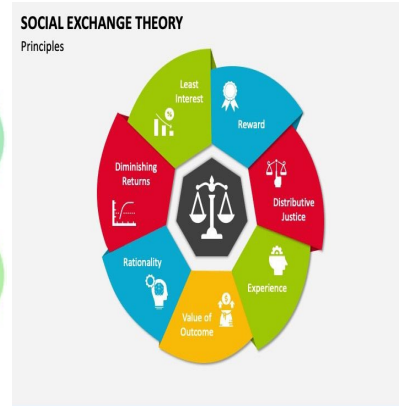 SOCIAL EXCHANGE THEORY
Principles
Least
Interest
Reward
Distributive
Justice
Experience
Value of
Outcome
Rationality
Diminishing
Returns